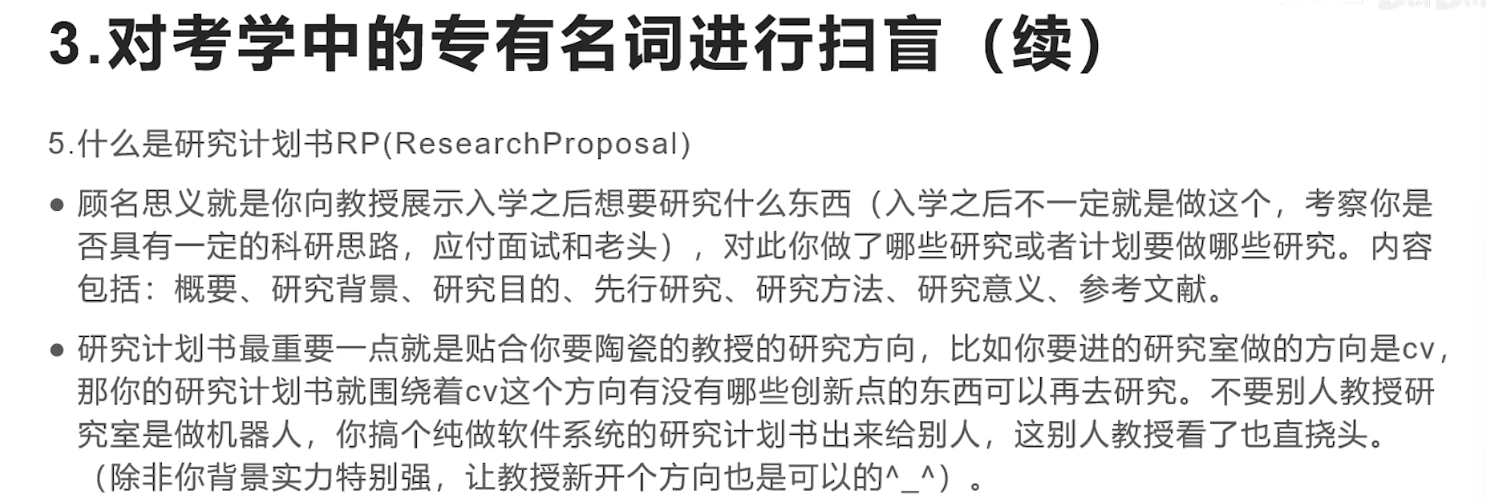 3.对考学中的专有名词进行扫盲（续）
5.什么是研究计划书RP(ResearchProposal)
● 顾名思义就是你向教授展示入学之后想要研究什么东西（入学之后不一定就是做这个，考察你是
否具有一定的科研思路，应付面试和老头），对此你做了哪些研究或者计划要做哪些研究。内容
包括：概要、研究背景、研究目的、先行研究、研究方法、研究意义、参考文献。
● 研究计划书最重要一点就是贴合你要陶瓷的教授的研究方向，比如你要进的研究室做的方向是cv，
那你的研究计划书就围绕着cv这个方向有没有哪些创新点的东西可以再去研究。不要别人教授研
究室是做机器人，你搞个纯做软件系统的研究计划书出来给别人，这别人教授看了也直挠头。
（除非你背景实力特别强，让教授新开个方向也是可以的^_^）。